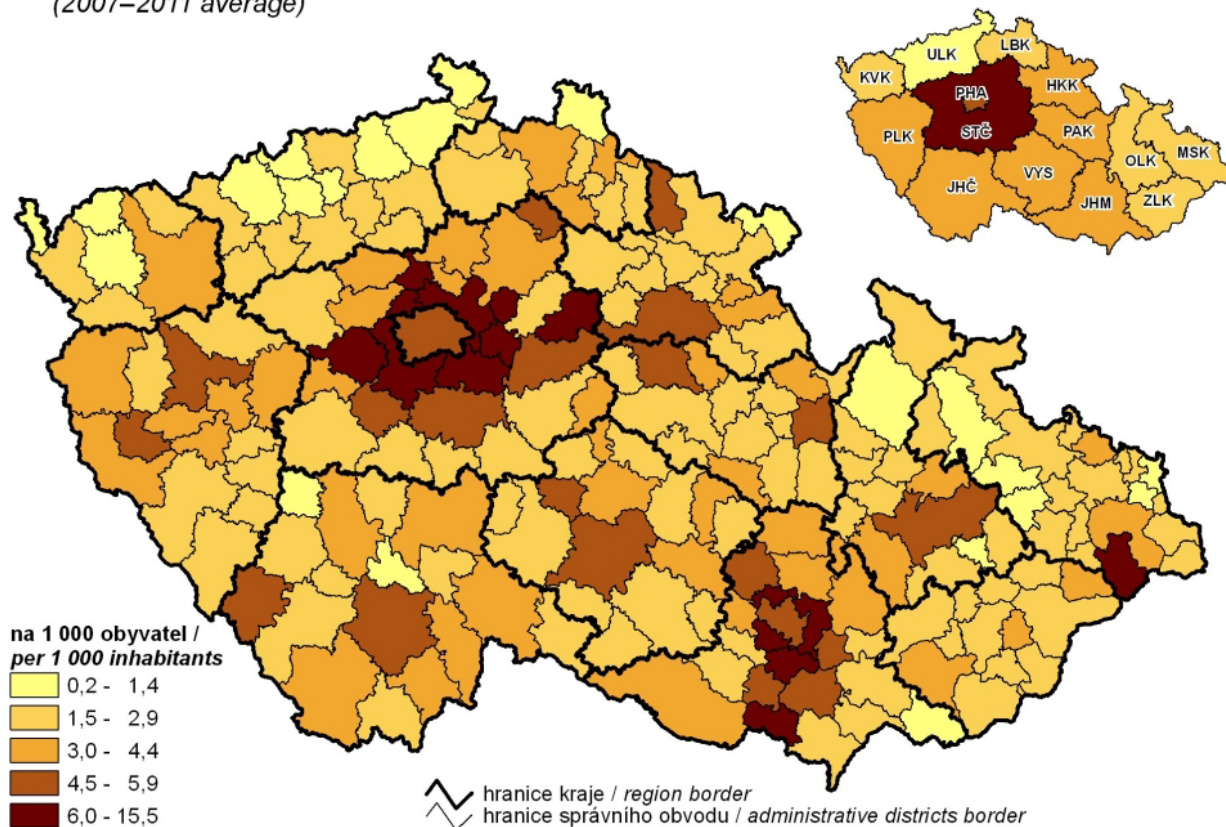 (2007–2011 average)
ULK
LBK
KVK
PHA
HKK
PLK
STČ
PAK
OLK
MSK
JHČ
VYS
JHM
ZLK
na 1 000 obyvatel /
per 1 000 inhabitants
0,2 - 1,4
1,5 - 2,9
3,0 - 4,4
4,5 - 5,9
6,0 - 15,5
hranice kraje / region border
hranice správního obvodu / administrative districts border